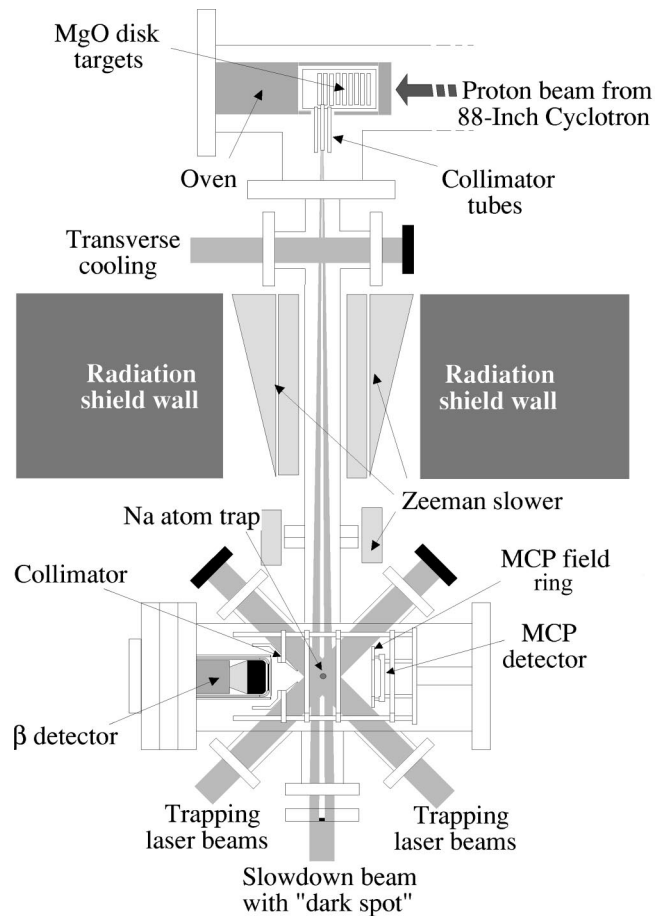 MgO disk
targets
Proton beam from
88-Inch Cyclotron
Oven
Collimator
tubes
Transverse
cooling
Radiation
shield wall
Radiation
shield wall
Zeeman slower
Na atom trap
Collimator
MCP field
ring
MCP
detector
β detector
Trapping
laser beams
Trapping
laser beams
Slowdown beam
with "dark spot"